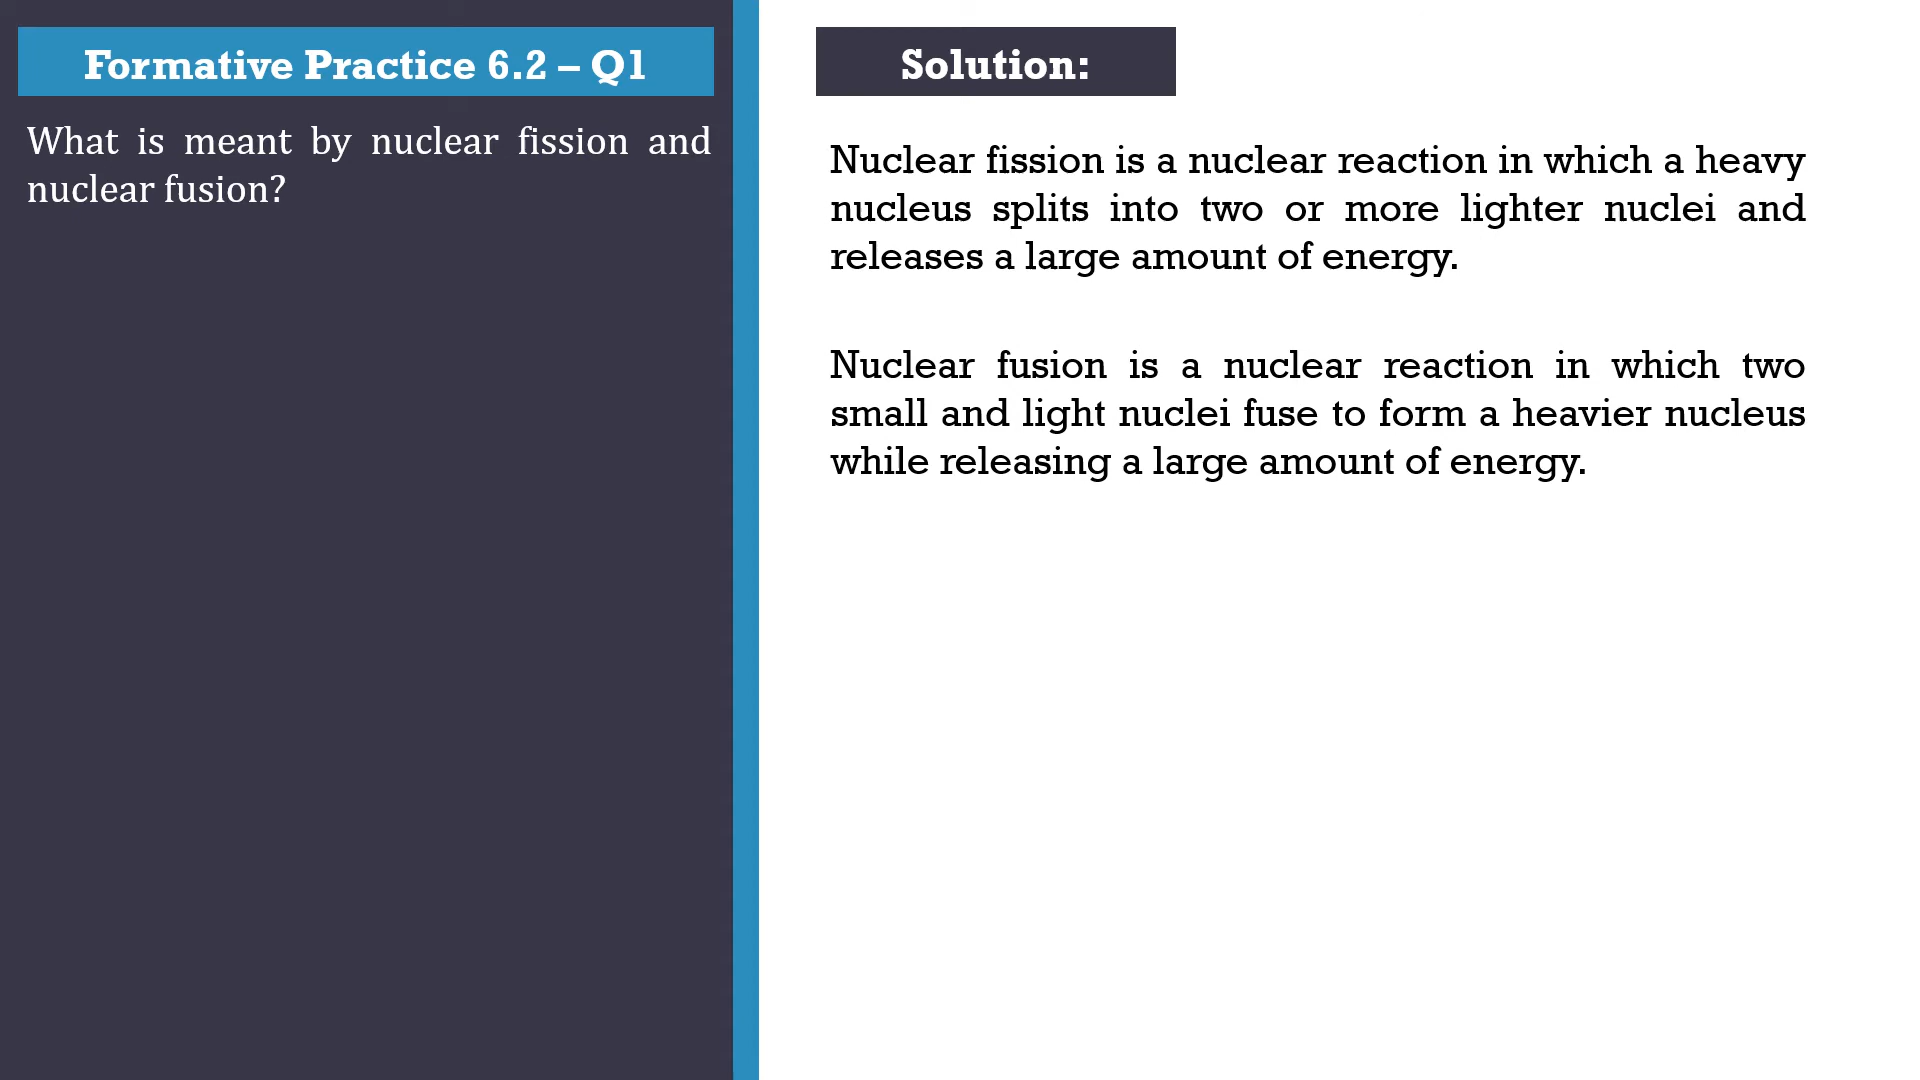 Formative Practice 6.2 – Q1
What is meant by nuclear fission and
nuclear fusion?
Solution:
Nuclear fission is a nuclear reaction in which a heavy
nucleus splits into two or more lighter nuclei and
releases a large amount of energy.
Nuclear fusion is a nuclear reaction in which two
small and light nuclei fuse to form a heavier nucleus
while releasing a large amount of energy.